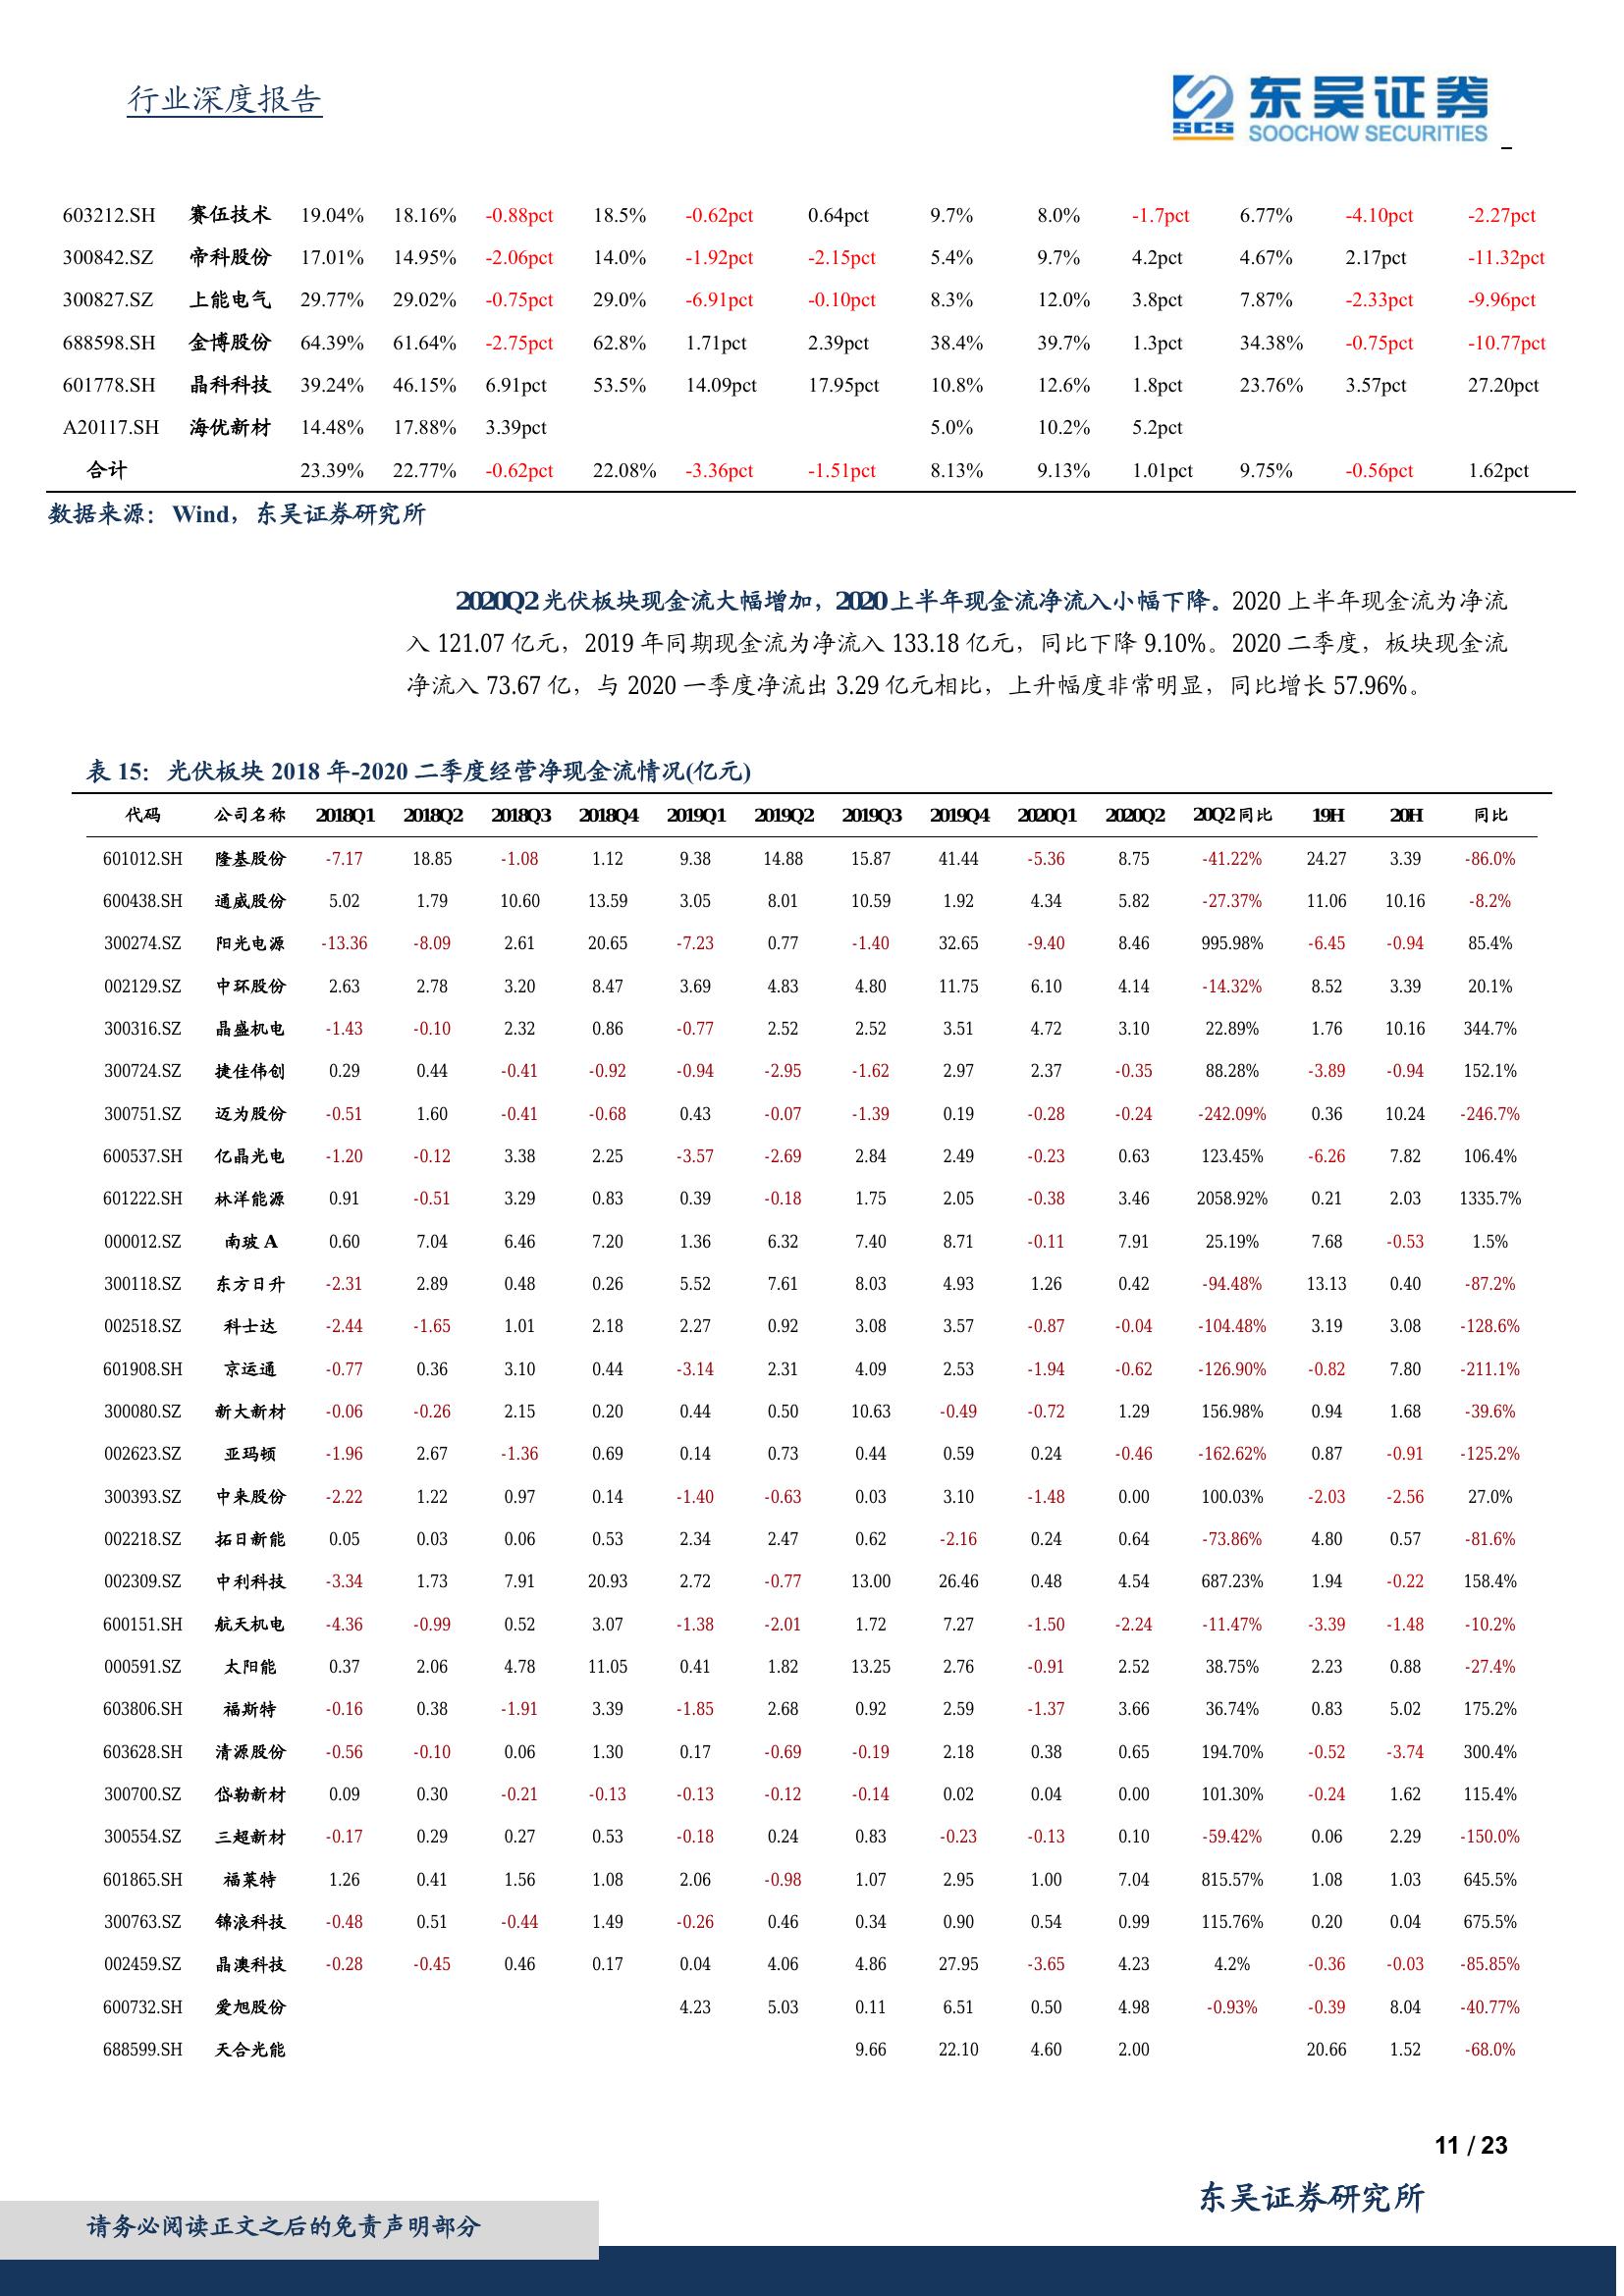 行业深度报告
东吴证券
SCS
SOOCHOW SECURITIES
603212.SH 赛伍技术 19.04% 18.16% -0.88pct 18.5% -0.62pct 0.64pct 9.7% 8.0% -1.7pct 6.77% -4.10pct -2.27pct
300842.SZ 帝科股份 17.01% 14.95% -2.06pct 14.0% -1.92pct -2.15pct 5.4% 9.7% 4.2pct 4.67% 2.17pct -11.32pct
300827.SZ 上能电气 29.77% 29.02% -0.75pct 29.0% -6.91pct -0.10pct 8.3% 12.0% 3.8pct 7.87% -2.33pct -9.96pct
688598.SH 金博股份 64.39% 61.64% -2.75pct 62.8% 1.71pct 2.39pct 38.4% 39.7% 1.3pct 34.38% -0.75pct -10.77pct
601778.SH 晶科科技 39.24% 46.15% 6.91pct 53.5% 14.09pct 17.95pct 10.8% 12.6% 1.8pct 23.76% 3.57pct 27.20pct
A20117.SH 海优新材 14.48% 17.88% 3.39pct 5.0% 10.2% 5.2pct
合计 23.39% 22.77% -0.62pct 22.08% -3.36pct -1.51pct 8.13% 9.13% 1.01pct 9.75% -0.56pct 1.62pct
数据来源：Wind，东吴证券研究所
2020Q2光伏板块现金流大幅增加，2020上半年现金流净流入小幅下降。2020 上半年现金流为净流
入 121.07 亿元，2019 年同期现金流为净流入 133.18 亿元，同比下降 9.10%。2020 二季度，板块现金流
净流入 73.67 亿，与 2020 一季度净流出 3.29 亿元相比，上升幅度非常明显，同比增长 57.96%。
表 15：光伏板块 2018 年-2020 二季度经营净现金流情况(亿元)
代码 公司名称 2018Q1 2018Q2 2018Q3 2018Q4 2019Q1 2019Q2 2019Q3 2019Q4 2020Q1 2020Q2 20Q2同比 19H 20H 同比
601012.SH 隆基股份 -7.17 18.85 -1.08 1.12 9.38 14.88 15.87 41.44 -5.36 8.75 -41.22% 24.27 3.39 -86.0%
600438.SH 通威股份 5.02 1.79 10.60 13.59 3.05 8.01 10.59 1.92 4.34 5.82 -27.37% 11.06 10.16 -8.2%
300274.SZ 阳光电源 -13.36 -8.09 2.61 20.65 -7.23 0.77 -1.40 32.65 -9.40 8.46 995.98% -6.45 -0.94 85.4%
002129.SZ 中环股份 2.63 2.78 3.20 8.47 3.69 4.83 4.80 11.75 6.10 4.14 -14.32% 8.52 3.39 20.1%
300316.SZ 晶盛机电 -1.43 -0.10 2.32 0.86 -0.77 2.52 2.52 3.51 4.72 3.10 22.89% 1.76 10.16 344.7%
300724.SZ 捷佳伟创 0.29 0.44 -0.41 -0.92 -0.94 -2.95 -1.62 2.97 2.37 -0.35 88.28% -3.89 -0.94 152.1%
300751.SZ 迈为股份 -0.51 1.60 -0.41 -0.68 0.43 -0.07 -1.39 0.19 -0.28 -0.24 -242.09% 0.36 10.24 -246.7%
600537.SH 亿晶光电 -1.20 -0.12 3.38 2.25 -3.57 -2.69 2.84 2.49 -0.23 0.63 123.45% -6.26 7.82 106.4%
601222.SH 林洋能源 0.91 -0.51 3.29 0.83 0.39 -0.18 1.75 2.05 -0.38 3.46 2058.92% 0.21 2.03 1335.7%
000012.SZ 南玻 A 0.60 7.04 6.46 7.20 1.36 6.32 7.40 8.71 -0.11 7.91 25.19% 7.68 -0.53 1.5%
300118.SZ 东方日升 -2.31 2.89 0.48 0.26 5.52 7.61 8.03 4.93 1.26 0.42 -94.48% 13.13 0.40 -87.2%
002518.SZ 科士达 -2.44 -1.65 1.01 2.18 2.27 0.92 3.08 3.57 -0.87 -0.04 -104.48% 3.19 3.08 -128.6%
601908.SH 京运通 -0.77 0.36 3.10 0.44 -3.14 2.31 4.09 2.53 -1.94 -0.62 -126.90% -0.82 7.80 -211.1%
300080.SZ 新大新材 -0.06 -0.26 2.15 0.20 0.44 0.50 10.63 -0.49 -0.72 1.29 156.98% 0.94 1.68 -39.6%
002623.SZ 亚玛顿 -1.96 2.67 -1.36 0.69 0.14 0.73 0.44 0.59 0.24 -0.46 -162.62% 0.87 -0.91 -125.2%
300393.SZ 中来股份 -2.22 1.22 0.97 0.14 -1.40 -0.63 0.03 3.10 -1.48 0.00 100.03% -2.03 -2.56 27.0%
002218.SZ 拓日新能 0.05 0.03 0.06 0.53 2.34 2.47 0.62 -2.16 0.24 0.64 -73.86% 4.80 0.57 -81.6%
002309.SZ 中利科技 -3.34 1.73 7.91 20.93 2.72 -0.77 13.00 26.46 0.48 4.54 687.23% 1.94 -0.22 158.4%
600151.SH 航天机电 -4.36 -0.99 0.52 3.07 -1.38 -2.01 1.72 7.27 -1.50 -2.24 -11.47% -3.39 -1.48 -10.2%
000591.SZ 太阳能 0.37 2.06 4.78 11.05 0.41 1.82 13.25 2.76 -0.91 2.52 38.75% 2.23 0.88 -27.4%
603806.SH 福斯特 -0.16 0.38 -1.91 3.39 -1.85 2.68 0.92 2.59 -1.37 3.66 36.74% 0.83 5.02 175.2%
603628.SH 清源股份 -0.56 -0.10 0.06 1.30 0.17 -0.69 -0.19 2.18 0.38 0.65 194.70% -0.52 -3.74 300.4%
300700.SZ 岱勒新材 0.09 0.30 -0.21 -0.13 -0.13 -0.12 -0.14 0.02 0.04 0.00 101.30% -0.24 1.62 115.4%
300554.SZ 三超新材 -0.17 0.29 0.27 0.53 -0.18 0.24 0.83 -0.23 -0.13 0.10 -59.42% 0.06 2.29 -150.0%
601865.SH 福莱特 1.26 0.41 1.56 1.08 2.06 -0.98 1.07 2.95 1.00 7.04 815.57% 1.08 1.03 645.5%
300763.SZ 锦浪科技 -0.48 0.51 -0.44 1.49 -0.26 0.46 0.34 0.90 0.54 0.99 115.76% 0.20 0.04 675.5%
002459.SZ 晶澳科技 -0.28 -0.45 0.46 0.17 0.04 4.06 4.86 27.95 -3.65 4.23 4.2% -0.36 -0.03 -85.85%
600732.SH 爱旭股份 4.23 5.03 0.11 6.51 0.50 4.98 -0.93% -0.39 8.04 -40.77%
688599.SH 天合光能 9.66 22.10 4.60 2.00 20.66 1.52 -68.0%
11 / 23
东吴证券研究所
请务必阅读正文之后的免责声明部分